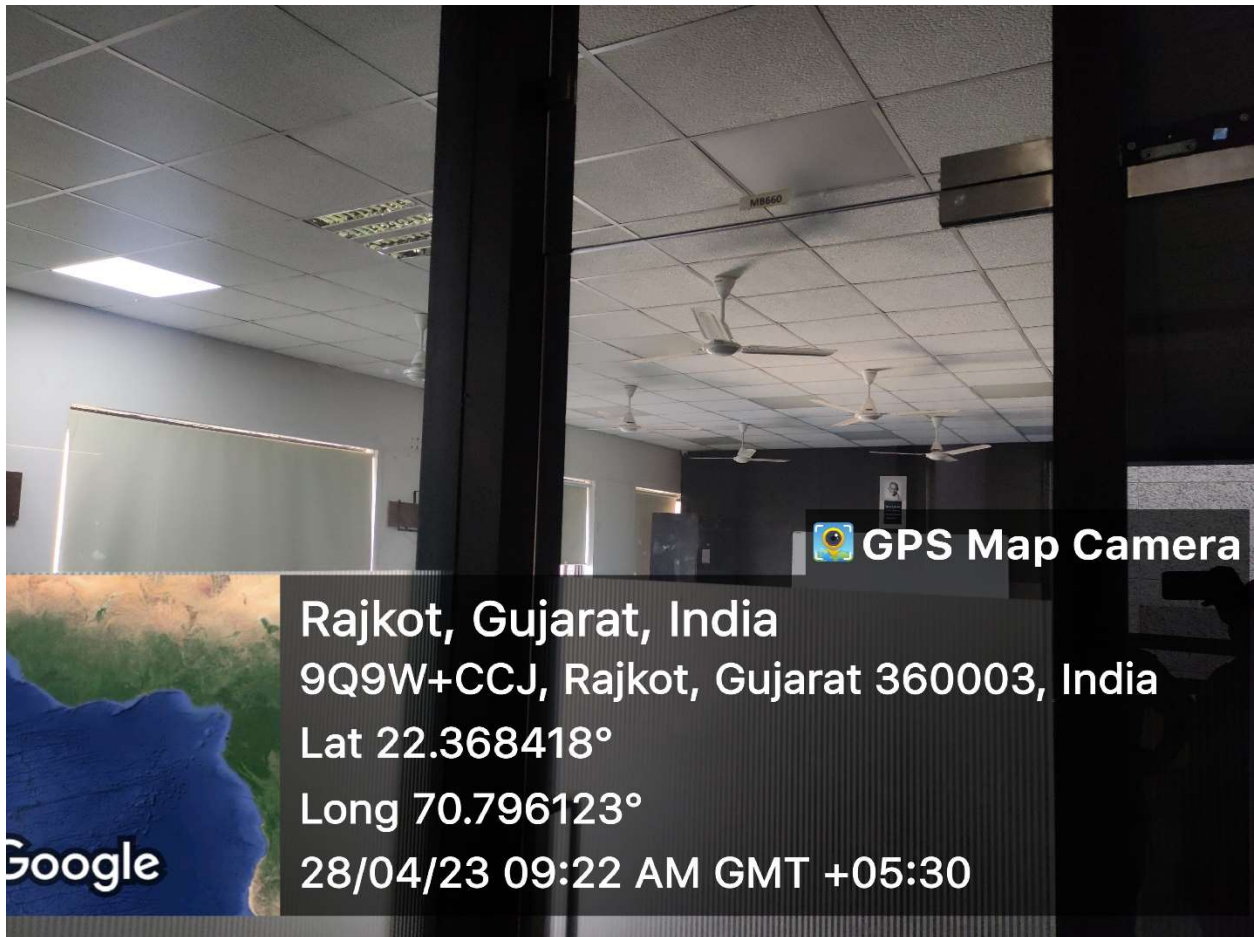 MB660
GPS Map Camera
Rajkot, Gujarat, India
9Q9W+CCJ, Rajkot, Gujarat 360003, India
Lat 22.368418°
Long 70.796123°
28/04/23 09:22 AM GMT +05:30
Google